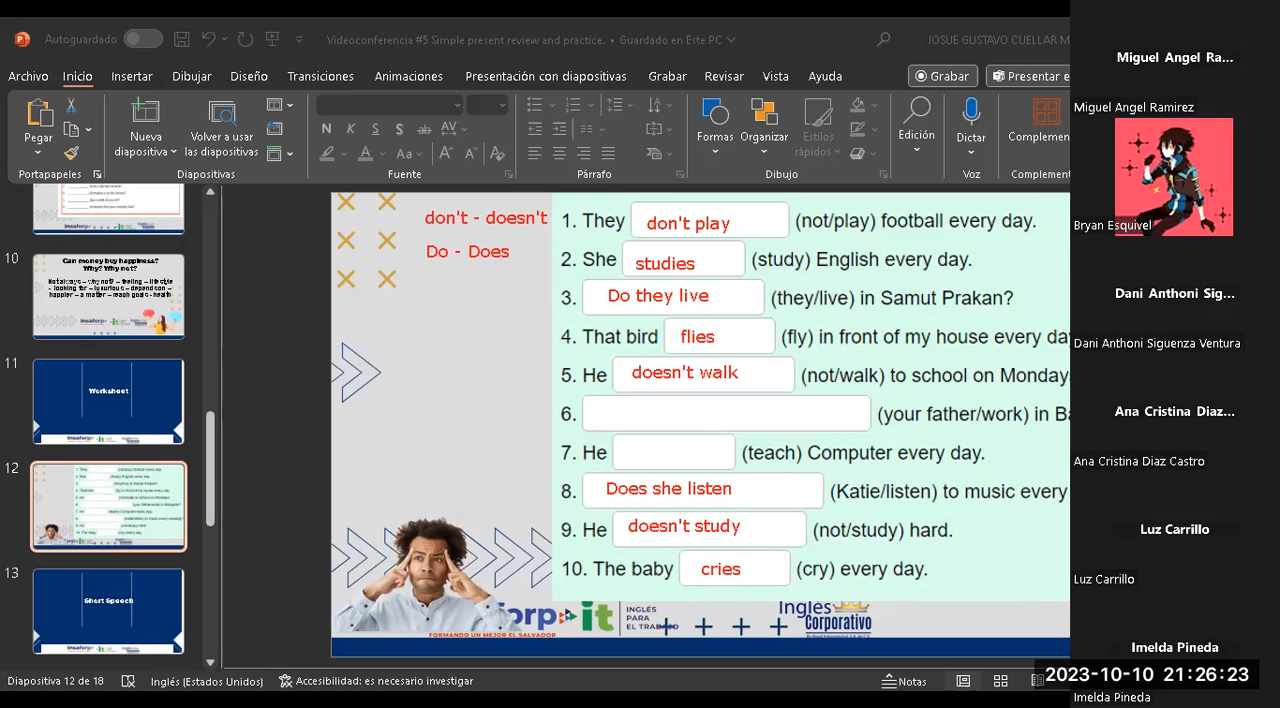 Autoguardado
Videoconferencia #5 Simple present review and practice. • Guardado en Este PC
JOSUE GUSTAVO CUELLAR M
Archivo Inicio Insertar Dibujar Diseño Transiciones Animaciones Presentación con diapositivas Grabar Revisar Vista Ayuda
Grabar
Presentar e
Pegar
Nueva diapositiva
Volver a usar las diapositivas
Formas
Organizar
Estilos rápidos
Edición
Dictar
Complemen
Portapapeles
Diapositivas
Fuente
Párrafo
Dibujo
Voz
Complement
10
Can money buy happiness?
Why? Why not?
11
Worksheet
12
13
Short Speech
don't - doesn't
Do - Does
1. They don't play (not/play) football every day.
2. She studies (study) English every day.
3. Do they live (they/live) in Samut Prakan?
4. That bird flies (fly) in front of my house every da
5. He doesn't walk (not/walk) to school on Monday
6. (your father/work) in Ba
7. He (teach) Computer every day.
8. Does she listen (Katie/listen) to music every
9. He doesn't study (not/study) hard.
10. The baby cries (cry) every day.
forp it
INGLÉS
PARA
EL TRABAJO
FORMANDO UN MEJOR EL SALVADOR
Inglés
Corporativo
Miguel Angel Ra...
Miguel Angel Ramirez
Bryan Esquivel
Dani Anthoni Sig...
Dani Anthoni Siguenza Ventura
Ana Cristina Diaz...
Ana Cristina Diaz Castro
Luz Carrillo
Luz Carrillo
Imelda Pineda
2023-10-10 21:26:23
Imelda Pineda
Diapositiva 12 de 18
Inglés (Estados Unidos)
Accesibilidad: es necesario investigar
Notas